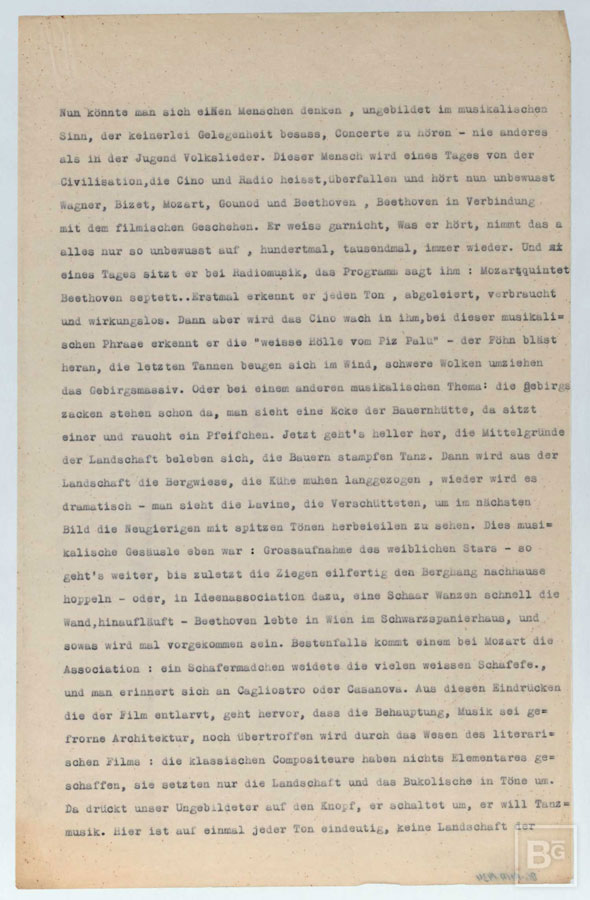 Nun könnte man sich eiNen Menschen denken , ungebildet im musikalischen
Sinn, der keinerlei Gelegenheit besass, Concerte zu hören - nie anderes
als in der Jugend Volkslieder. Dieser Mensch wird eines Tages von der
Civilisation,die Cino und Radio heisst,überfallen und hört nun unbewusst
Wagner, Bizet, Mozart, Gounod und Beethoven , Beethoven in Verbindung
mit dem filmischen Geschehen. Er weiss garnicht, Was er hört, nimmt das a
alles nur so unbewusst auf , hundertmal, tausendmal, immer wieder. Und
eines Tages sitzt er bei Radiomusik, das Programm sagt ihm : Mozartquintet
Beethoven septett..Erstmal erkennt er jeden Ton , abgeleiert, verbraucht
und wirkungslos. Dann aber wird das Cino wach in ihm,bei dieser musikali=
schen Phrase erkennt er die "weisse Hölle vom Piz Palü" - der Föhn bläst
heran, die letzten Tannen beugen sich im Wind, schwere Wolken umziehen
das Gebirgsmassiv. Oder bei einem anderen musikalischen Thema: die Gebirgs
zacken stehen schon da, man sieht eine Ecke der Bauernhütte, da sitzt
einer und raucht ein Pfeifchen. Jetzt geht's heller her, die Mittelgründe
der Landschaft beleben sich, die Bauern stampfen Tanz. Dann wird aus der
Landschaft die Bergwiese, die Kühe muhen langgezogen , wieder wird es
dramatisch - man sieht die Lavine, die Verschütteten, um im nächsten
Bild die Neugierigen mit spitzen Tönen herbeieilen zu sehen. Dies musi=
kalische Gesäusle eben war : Grossaufnahme des weiblichen Stars - so
geht's weiter, bis zuletzt die Ziegen eilfertig den Berghang nachhause
hoppeln - oder, in Ideenassociation dazu, eine Schaar Wanzen schnell die
Wand,hinaufläuft - Beethoven lebte in Wien im Schwarzspanierhaus, und
sowas wird mal vorgekommen sein. Bestenfalls kommt einem bei Mozart die
Association : ein Schafermadchen weidete die vielen weissen Schafefe.,
und man erinnert sich an Cagliostro oder Casanova. Aus diesen Eindrücken
die der Film entlarvt, geht hervor, dass die Behauptung, Musik sei ge=
frorne Architektur, noch übertroffen wird durch das Wesen des literari=
schen Films : die klassischen Compositeure haben nichts Elementares ge=
schaffen, sie setzten nur die Landschaft und das Bukolische in Töne um.
Da drückt unser Ungebildeter auf den Knopf, er schaltet um, er will Tanz=
musik. Hier ist auf einmal jeder Ton eindeutig, keine Landschaft der
BG